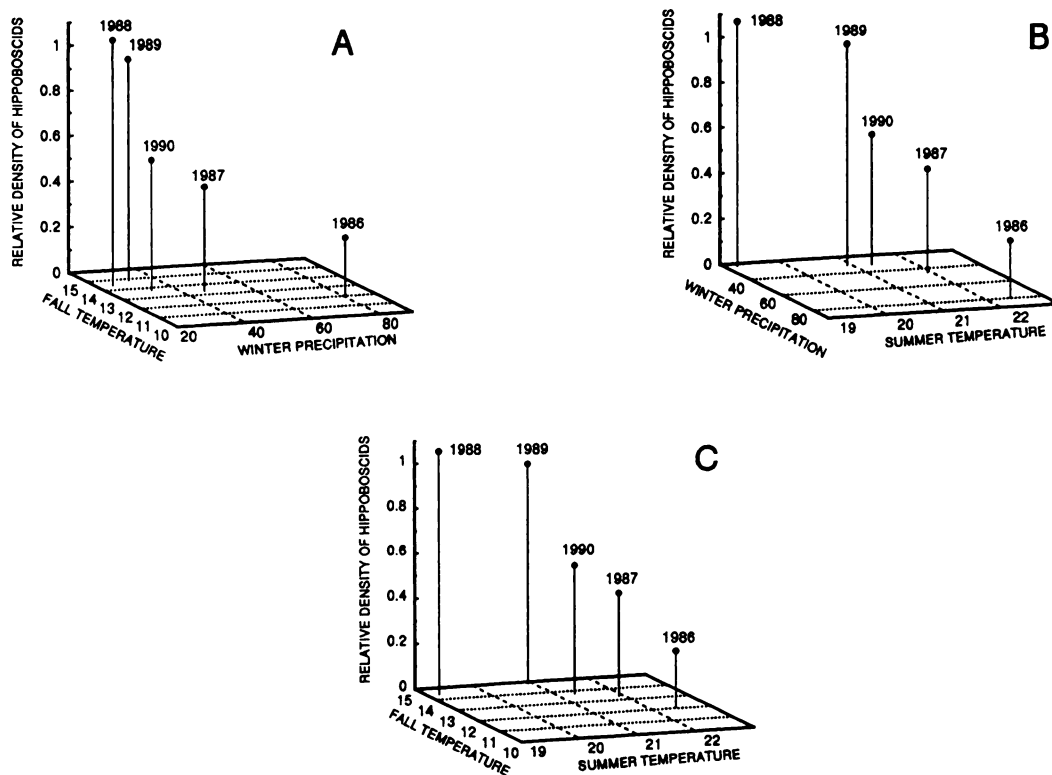 A
RELATIVE DENSITY OF HIPPOBOSCIDS
1
0.8
0.6
0.4
0.2
0
1988
1989
1990
1987
1986
15 14 13 12 11 10
FALL TEMPERATURE
20 40 60 80
WINTER PRECIPITATION
B
RELATIVE DENSITY OF HIPPOBOSCIDS
1
0.8
0.6
0.4
0.2
0
1988
1989
1990
1987
1986
40 60 80
WINTER PRECIPITATION
19 20 21 22
SUMMER TEMPERATURE
C
RELATIVE DENSITY OF HIPPOBOSCIDS
1
0.8
0.6
0.4
0.2
0
1988
1989
1990
1987
1986
15 14 13 12 11 10
FALL TEMPERATURE
19 20 21 22
SUMMER TEMPERATURE